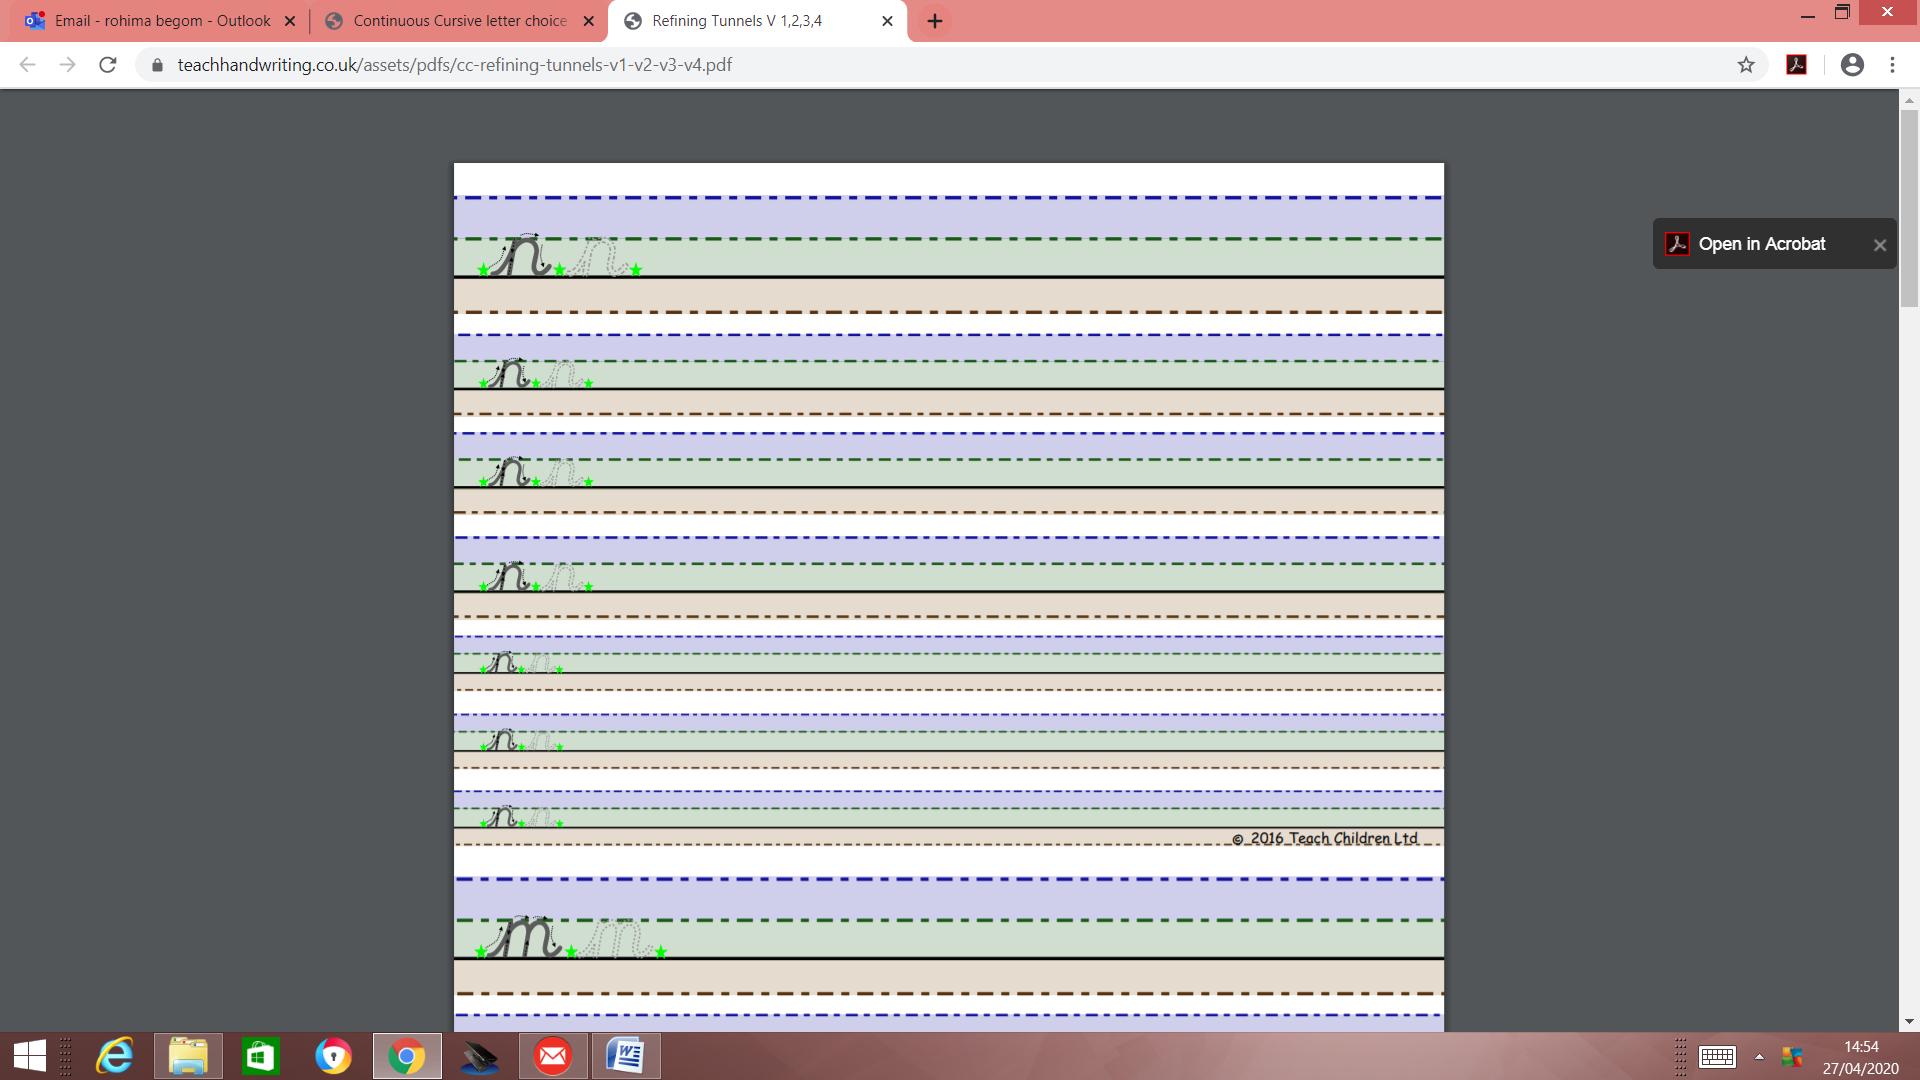 Email - rohima begom - Outlook
Continuous Cursive letter choice
Refining Tunnels V 1,2,3,4
teachhandwriting.co.uk/assets/pdfs/cc-refining-tunnels-v1-v2-v3-v4.pdf
Open in Acrobat
n n
n n
n n
n n
n n
n n
n n
© 2016 Teach Children Ltd
m m
14:54
27/04/2020